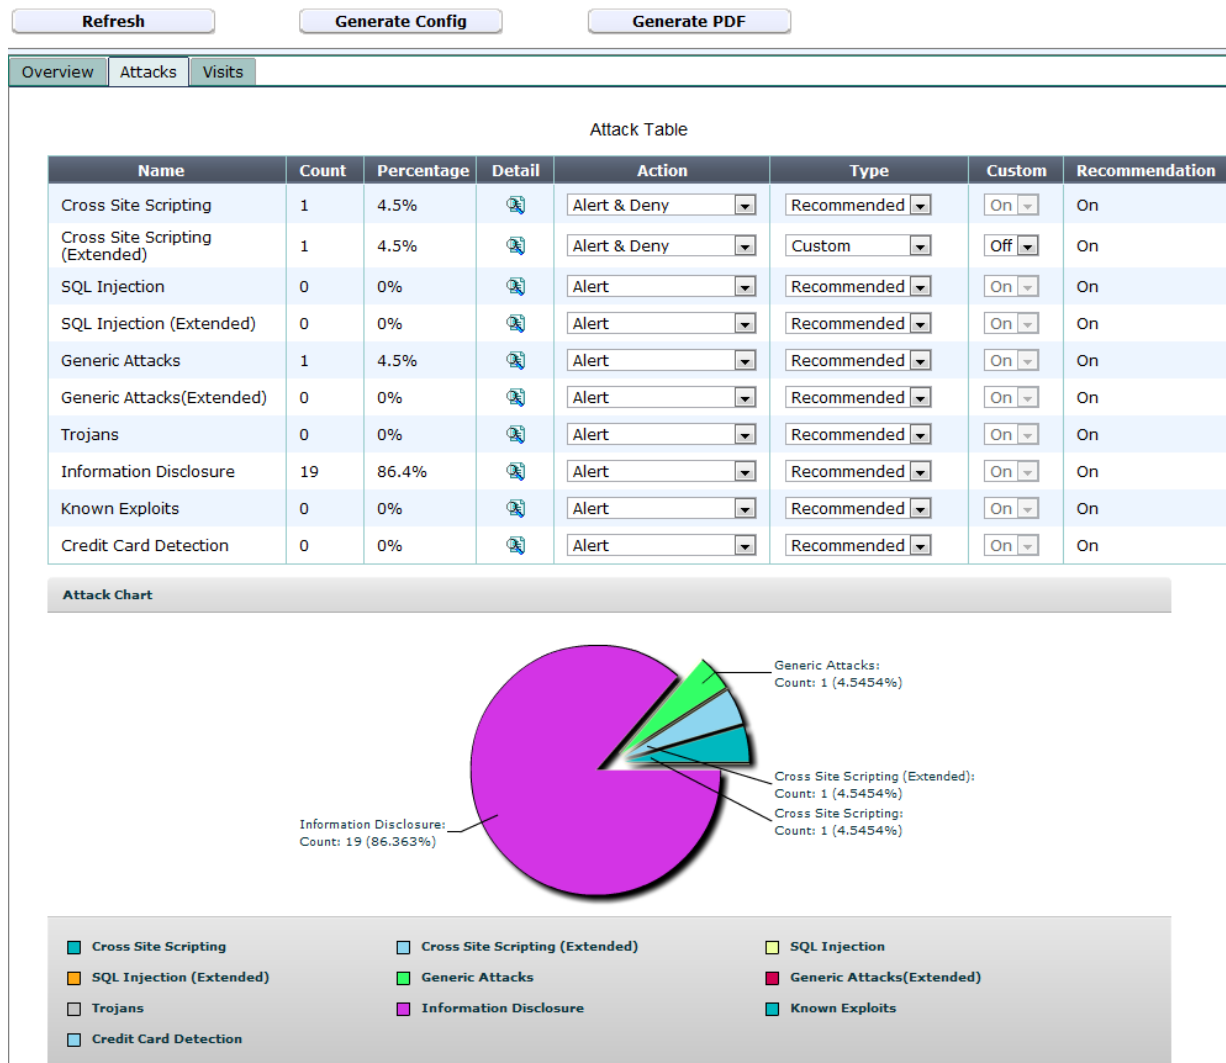 Refresh Generate Config Generate PDF
Overview Attacks Visits
Attack Table
Name Count Percentage Detail Action Type Custom Recommendation
Cross Site Scripting 1 4.5% Alert & Deny Recommended On On
Cross Site Scripting
(Extended) 1 4.5% Alert & Deny Custom Off On
SQL Injection 0 0% Alert Recommended On On
SQL Injection (Extended) 0 0% Alert Recommended On On
Generic Attacks 1 4.5% Alert Recommended On On
Generic Attacks(Extended) 0 0% Alert Recommended On On
Trojans 0 0% Alert Recommended On On
Information Disclosure 19 86.4% Alert Recommended On On
Known Exploits 0 0% Alert Recommended On On
Credit Card Detection 0 0% Alert Recommended On On
Attack Chart
Generic Attacks:
Count: 1 (4.5454%)
Cross Site Scripting (Extended):
Count: 1 (4.5454%)
Cross Site Scripting:
Count: 1 (4.5454%)
Information Disclosure:
Count: 19 (86.363%)
Cross Site Scripting Cross Site Scripting (Extended) SQL Injection
SQL Injection (Extended) Generic Attacks Generic Attacks(Extended)
Trojans Information Disclosure Known Exploits
Credit Card Detection